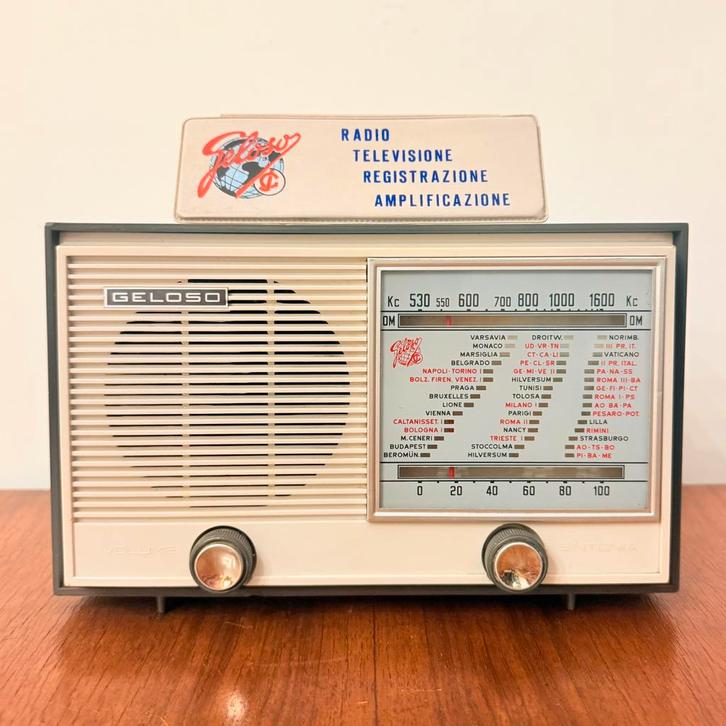 Geloso
RADIO
TELEVISIONE
REGISTRAZIONE
AMPLIFICAZIONE
GELOSO
Kc 530 550 600 700 800 1000 1600 Kc
OM OM
Geloso
VARSAVIA DROITW. NORIMB.
MONACO UD-VR-TN III PR. IT.
MARSIGLIA CT-CA-LI VATICANO
BELGRADO PE-CL-SR II PR. ITAL.
NAPOLI-TORINO I GE-MI-VE II PA-NA-SS
BOLZ. FIREN. VENEZ. I HILVERSUM ROMA III-BA
PRAGA TUNISI GE-FI-PI-CT
BRUXELLES TOLOSA ROMA I-PS
LIONE MILANO I AO-BA-PA
VIENNA PARIGI PESARO-POT.
CALTANISSET. I ROMA II LILLA
BOLOGNA I NANCY RIMINI
M. CENERI TRIESTE I STRASBURGO
BUDAPEST STOCCOLMA AO-TS-BO
BEROMÜN. HILVERSUM PI-BA-ME
0 20 40 60 80 100
VOLUME SINTONIA